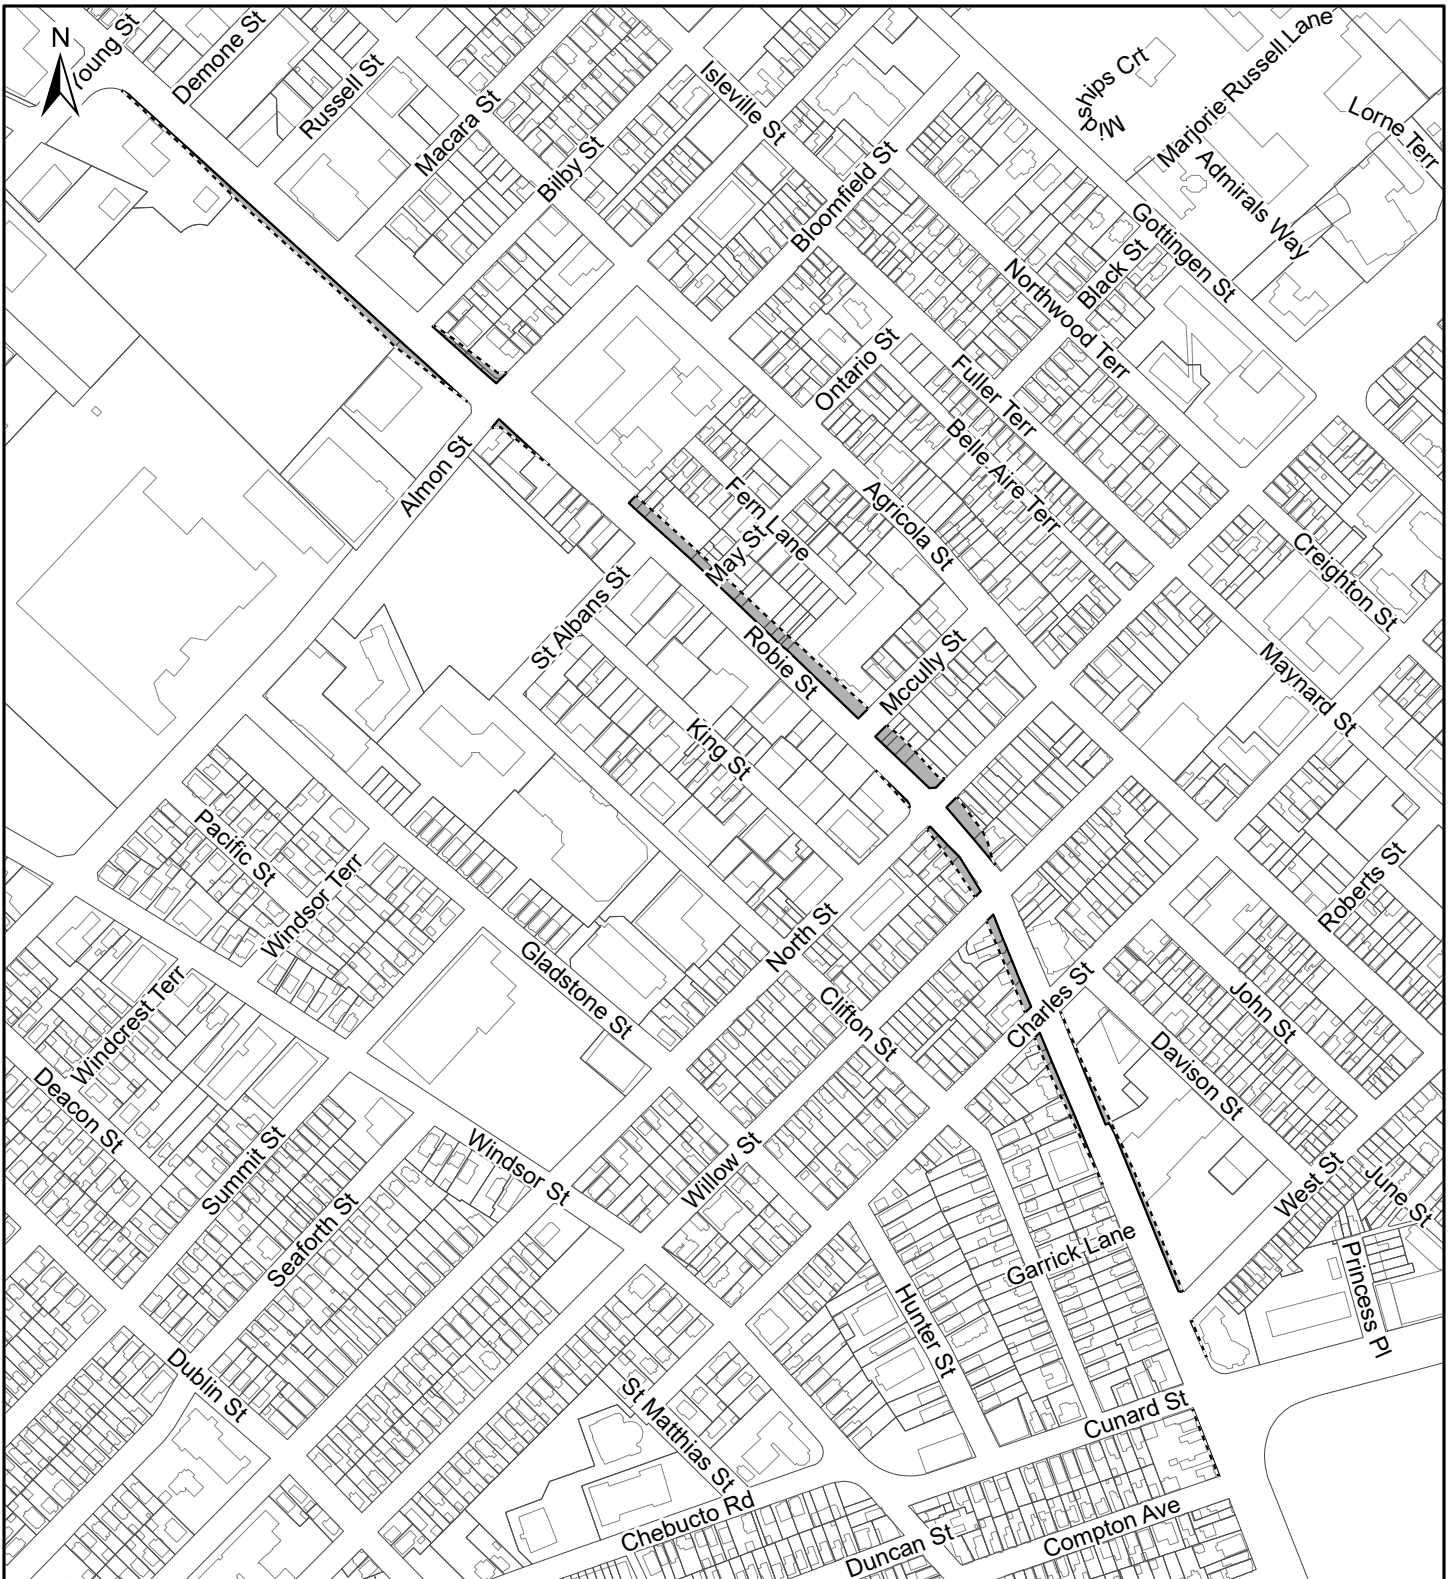 N
Young St
Demone St
Russell St
Macara St
Bilby St
Isleville St
Bloomfield St
Midships Crt
Marjorie Russell Lane
Lorne Terr
Admirals Way
Gottingen St
Black St
Northwood Terr
Ontario St
Fuller Terr
Belle Aire Terr
Almon St
Fern Lane
May St
Agricola St
Creighton St
St Albans St
Robie St
Mccully St
Maynard St
King St
Pacific St
Windsor Terr
Roberts St
Gladstone St
North St
Clifton St
Charles St
John St
Davison St
Windcrest Terr
Deacon St
Summit St
Seaforth St
Windsor St
Willow St
West St
June St
Princess Pl
Garrick Lane
Hunter St
Dublin St
St Matthias St
Cunard St
Chebucto Rd
Duncan St
Compton Ave